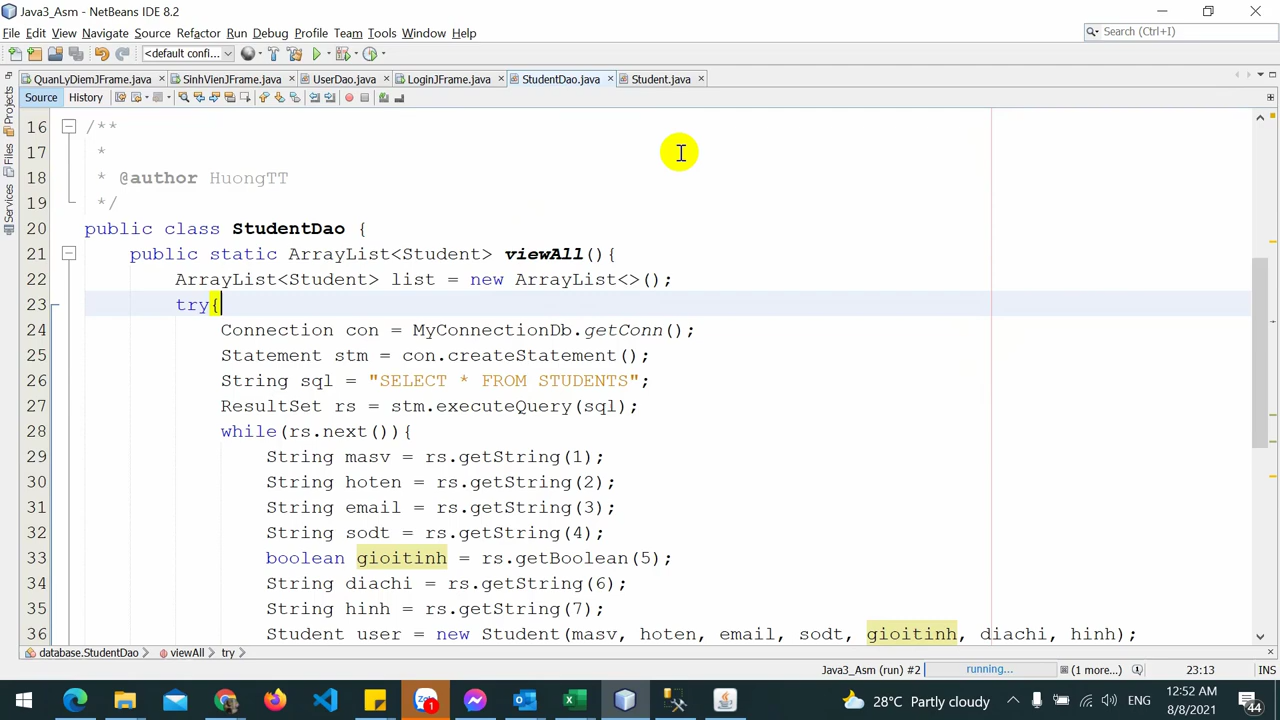 Java3_Asm - NetBeans IDE 8.2
File Edit View Navigate Source Refactor Run Debug Profile Team Tools Window Help
Search (Ctrl+I)
<default confi...
QuanLyDiemJFrame.java SinhVienJFrame.java UserDao.java LoginJFrame.java StudentDao.java Student.java
Source History
Projects
Files
Services
16 /**
17 *
18 * @author HuongTT
19 */
20 public class StudentDao {
21 public static ArrayList<Student> viewAll(){
22 ArrayList<Student> list = new ArrayList<>();
23 try{
24 Connection con = MyConnectionDb.getConn();
25 Statement stm = con.createStatement();
26 String sql = "SELECT * FROM STUDENTS";
27 ResultSet rs = stm.executeQuery(sql);
28 while(rs.next()){
29 String masv = rs.getString(1);
30 String hoten = rs.getString(2);
31 String email = rs.getString(3);
32 String sodt = rs.getString(4);
33 boolean gioitinh = rs.getBoolean(5);
34 String diachi = rs.getString(6);
35 String hinh = rs.getString(7);
36 Student user = new Student(masv, hoten, email, sodt, gioitinh, diachi, hinh);
database.StudentDao viewAll try
Java3_Asm (run) #2 running... (1 more...) 23:13 INS
1
28°C Partly cloudy
12:52 AM
8/8/2021
44